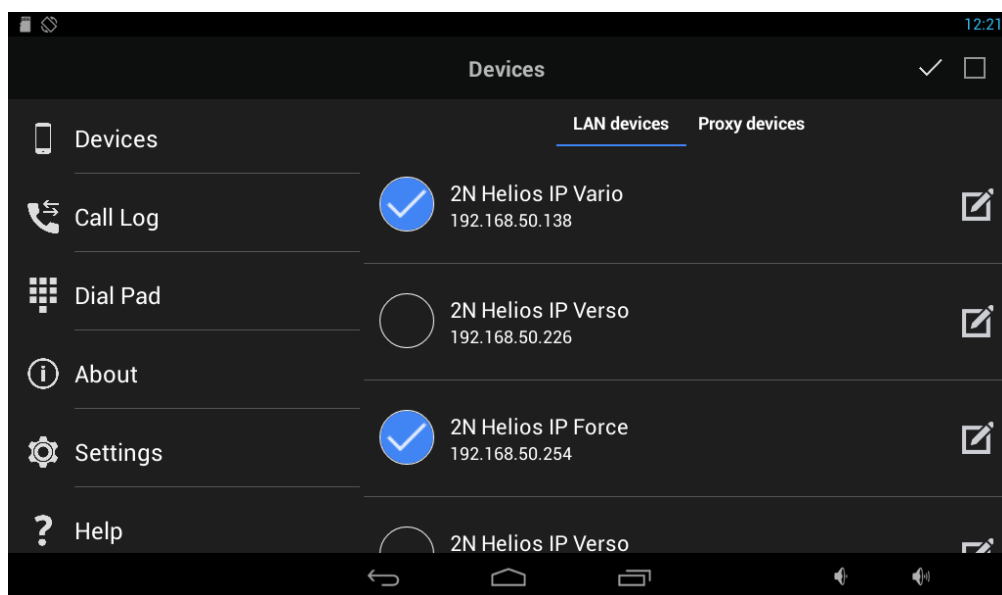 12:21
Devices
Devices
Call Log
Dial Pad
About
Settings
Help
LAN devices Proxy devices
2N Helios IP Vario
192.168.50.138
2N Helios IP Verso
192.168.50.226
2N Helios IP Force
192.168.50.254
2N Helios IP Verso